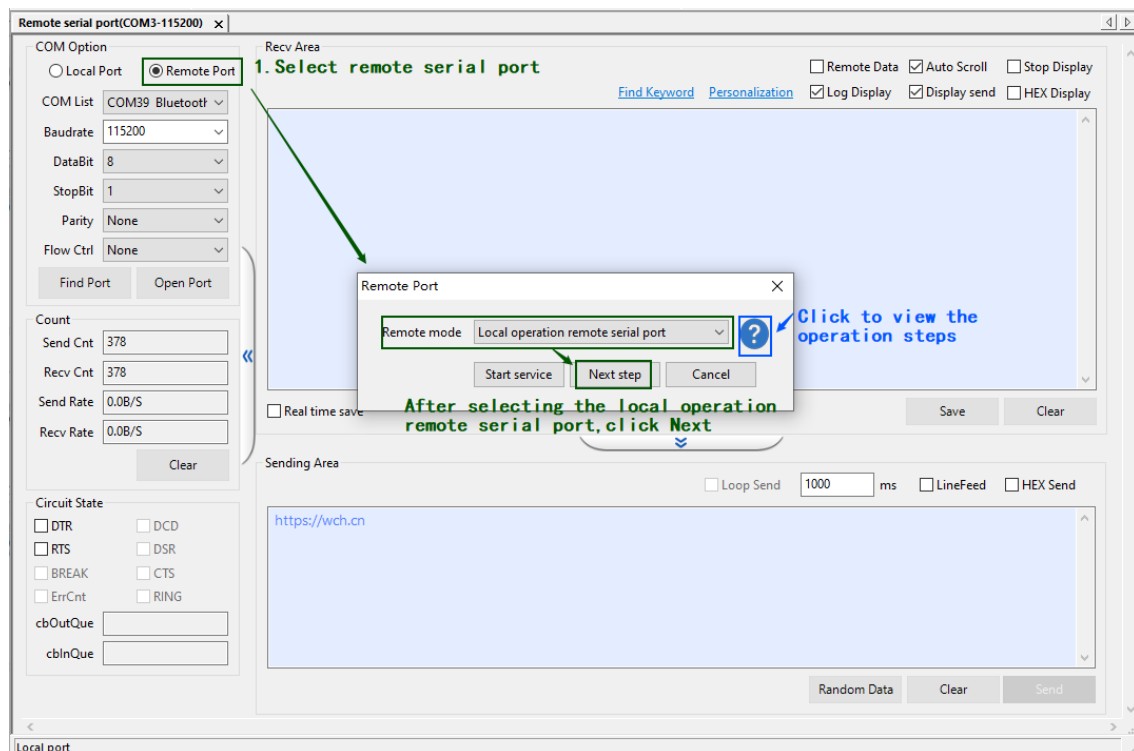 Remote serial port(COM3-115200) x
COM Option
Local Port Remote Port
COM List COM39 Bluetooth
Baudrate 115200
DataBit 8
StopBit 1
Parity None
Flow Ctrl None
Find Port Open Port
Count
Send Cnt 378
Recv Cnt 378
Send Rate 0.0B/S
Recv Rate 0.0B/S
Clear
Circuit State
DTR DCD
RTS DSR
BREAK CTS
ErrCnt RING
cbOutQue
cbInQue
Recv Area
1.Select remote serial port
Remote Data Auto Scroll Stop Display
Find Keyword Personalization Log Display Display send HEX Display
Remote Port
Remote mode Local operation remote serial port ?
Click to view the
operation steps
Start service Next step Cancel
After selecting the local operation
remote serial port,click Next
Real time save
Save Clear
Sending Area
Loop Send 1000 ms LineFeed HEX Send
https://wch.cn
Random Data Clear Send
Local port